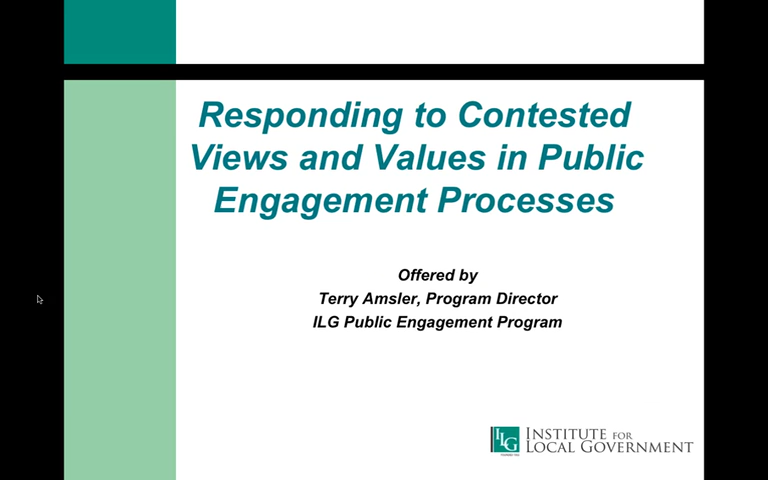 Responding to Contested
Views and Values in Public
Engagement Processes
Offered by
Terry Amsler, Program Director
ILG Public Engagement Program
ILG
INSTITUTE FOR
LOCAL GOVERNMENT